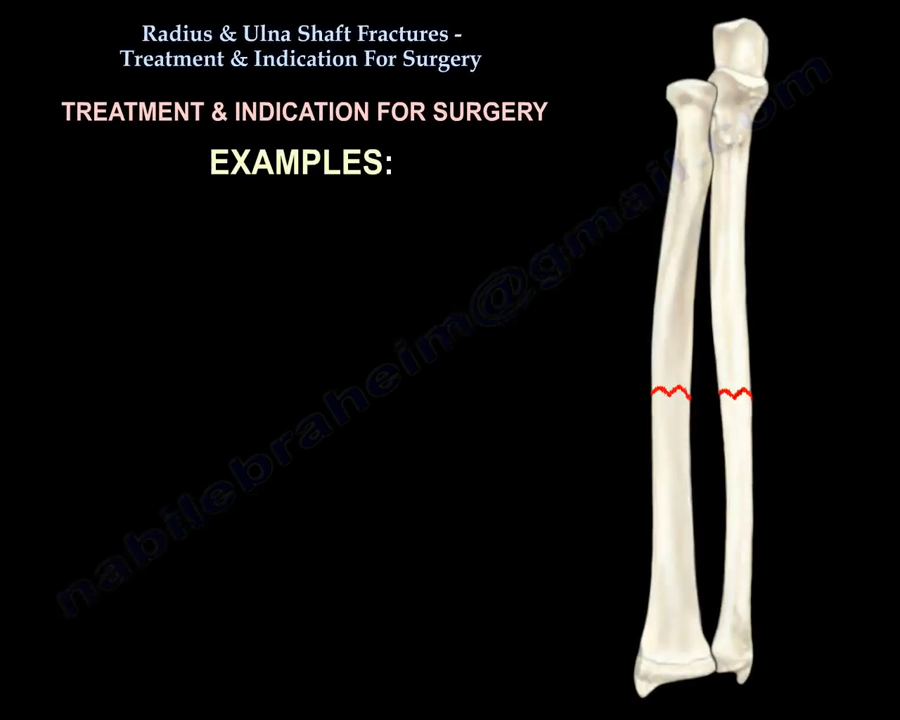 Radius & Ulna Shaft Fractures -
Treatment & Indication For Surgery
TREATMENT & INDICATION FOR SURGERY
EXAMPLES:
nabilebraheim@gmail.com